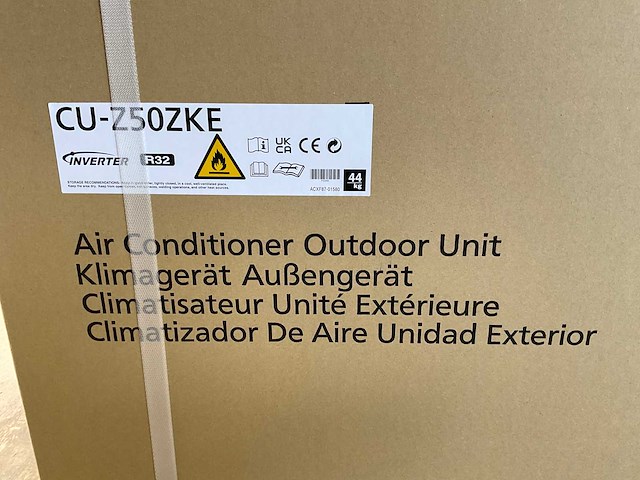 CU-Z50ZKE
INVERTER R32
UK CA CE
44 kg
Air Conditioner Outdoor Unit
Klimagerät Außengerät
Climatisateur Unité Extérieure
Climatizador De Aire Unidad Exterior